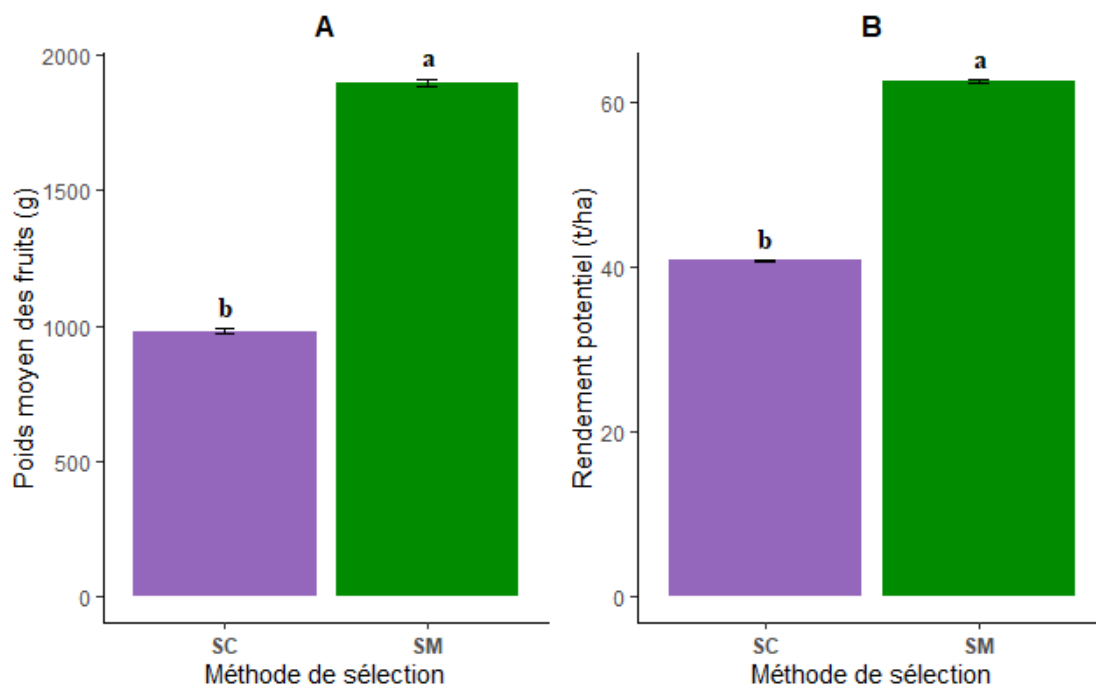 A
Poids moyen des fruits (g)
2000
1500
1000
500
0
b
a
SC
SM
Méthode de sélection
B
Rendement potentiel (t/ha)
60
40
20
0
b
a
SC
SM
Méthode de sélection